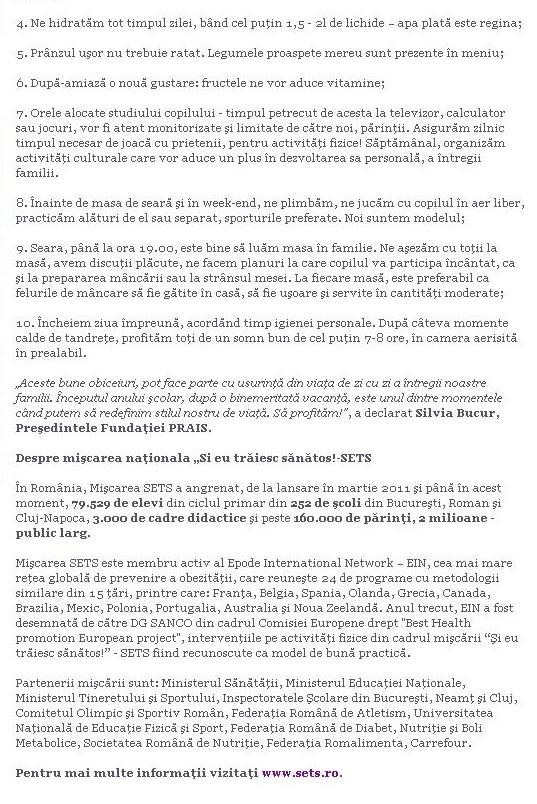 4. Ne hidratăm tot timpul zilei, bând cel puțin 1,5 - 2l de lichide – apa plată este regina;
5. Prânzul ușor nu trebuie ratat. Legumele proaspete mereu sunt prezente în meniu;
6. După-amiază o nouă gustare: fructele ne vor aduce vitamine;
7. Orele alocate studiului copilului - timpul petrecut de acesta la televizor, calculator
sau jocuri, vor fi atent monitorizate și limitate de către noi, părinții. Asigurăm zilnic
timpul necesar de joacă cu prietenii, pentru activități fizice! Săptămânal, organizăm
activități culturale care vor aduce un plus în dezvoltarea sa personală, a întregii
familii.
8. Înainte de masa de seară și în week-end, ne plimbăm, ne jucăm cu copilul în aer liber,
practicăm alături de el sau separat, sporturile preferate. Noi suntem modelul;
9. Seara, până la ora 19.00, este bine să luăm masa în familie. Ne așezăm cu toții la
masă, avem discuții plăcute, ne facem planuri la care copilul va participa încântat, ca
și la prepararea mâncării sau la strânsul mesei. La fiecare masă, este preferabil ca
felurile de mâncare să fie gătite în casă, să fie ușoare și servite în cantități moderate;
10. Încheiem ziua împreună, acordând timp igienei personale. După câteva momente
calde de tandrețe, profităm toți de un somn bun de cel puțin 7-8 ore, în camera aerisită
în prealabil.
„Aceste bune obiceiuri, pot face parte cu usurință din viața de zi cu zi a întregii noastre
familii. Începutul anului școlar, după o binemeritată vacanță, este unul dintre momentele
când putem să redefinim stilul nostru de viață. Să profităm!”, a declarat Silvia Bucur,
Președintele Fundației PRAIS.
Despre mișcarea naționala „Si eu trăiesc sănătos!-SETS
În România, Mișcarea SETS a angrenat, de la lansare în martie 2011 și până în acest
moment, 79.529 de elevi din ciclul primar din 252 de școli din București, Roman și
Cluj-Napoca, 3.000 de cadre didactice și peste 160.000 de părinți, 2 milioane -
public larg.
Mișcarea SETS este membru activ al Epode International Network – EIN, cea mai mare
rețea globală de prevenire a obezității, care reunește 24 de programe cu metodologii
similare din 15 țări, printre care: Franța, Belgia, Spania, Olanda, Grecia, Canada,
Brazilia, Mexic, Polonia, Portugalia, Australia și Noua Zeelandă. Anul trecut, EIN a fost
desemnată de către DG SANCO din cadrul Comisiei Europene drept "Best Health
promotion European project", intervențiile pe activități fizice din cadrul mișcării “Și eu
trăiesc sănătos!” - SETS fiind recunoscute ca model de bună practică.
Partenerii mișcării sunt: Ministerul Sănătății, Ministerul Educației Naționale,
Ministerul Tineretului și Sportului, Inspectoratele Școlare din București, Neamț și Cluj,
Comitetul Olimpic și Sportiv Român, Federația Română de Atletism, Universitatea
Națională de Educație Fizică și Sport, Federația Română de Diabet, Nutriție și Boli
Metabolice, Societatea Română de Nutriție, Federația Romalimenta, Carrefour.
Pentru mai multe informații vizitați www.sets.ro.